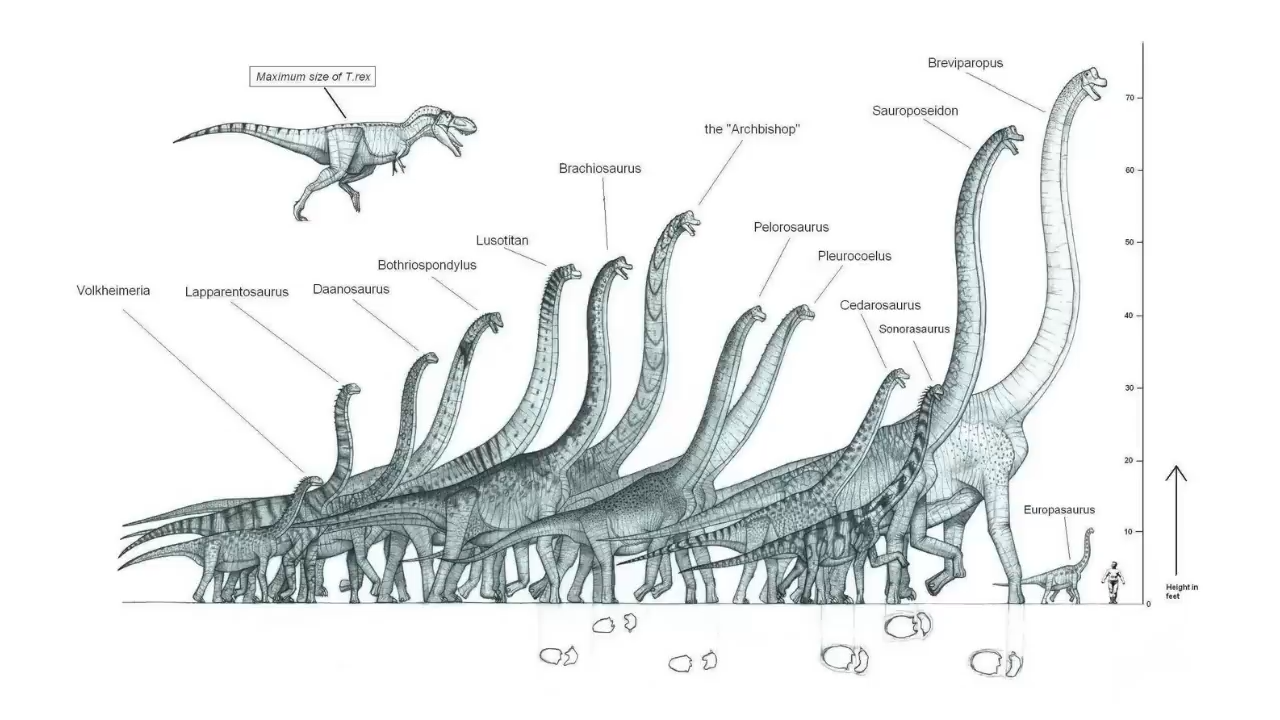 Maximum size of T.rex
Breviparopus
Sauroposeidon
the "Archbishop"
Brachiosaurus
Pelorosaurus
Lusotitan
Pleurocoelus
Bothriospondylus
Volkheimeria
Lapparentosaurus
Daanosaurus
Cedarosaurus
Sonorasaurus
Europasaurus
70
60
50
40
30
20
10
0
Height in
feet